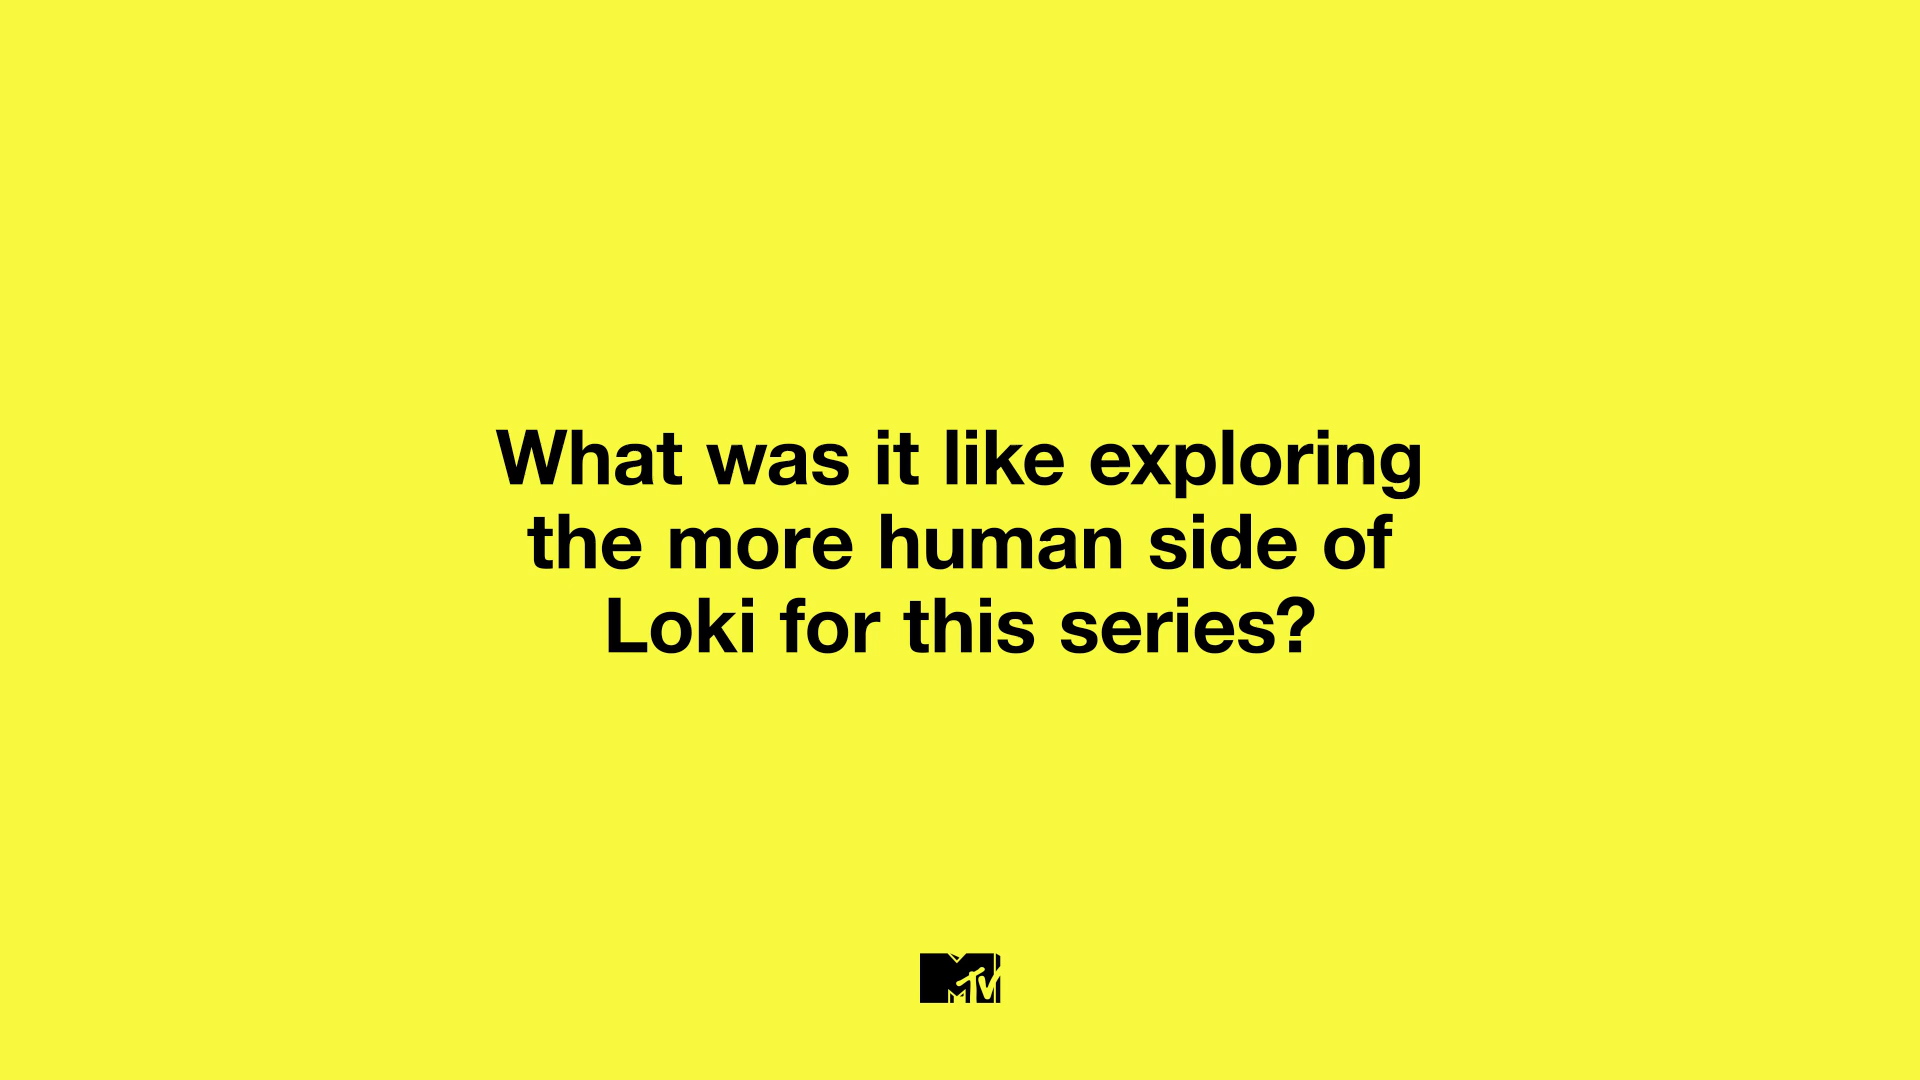 What was it like exploring
the more human side of
Loki for this series?
MTV